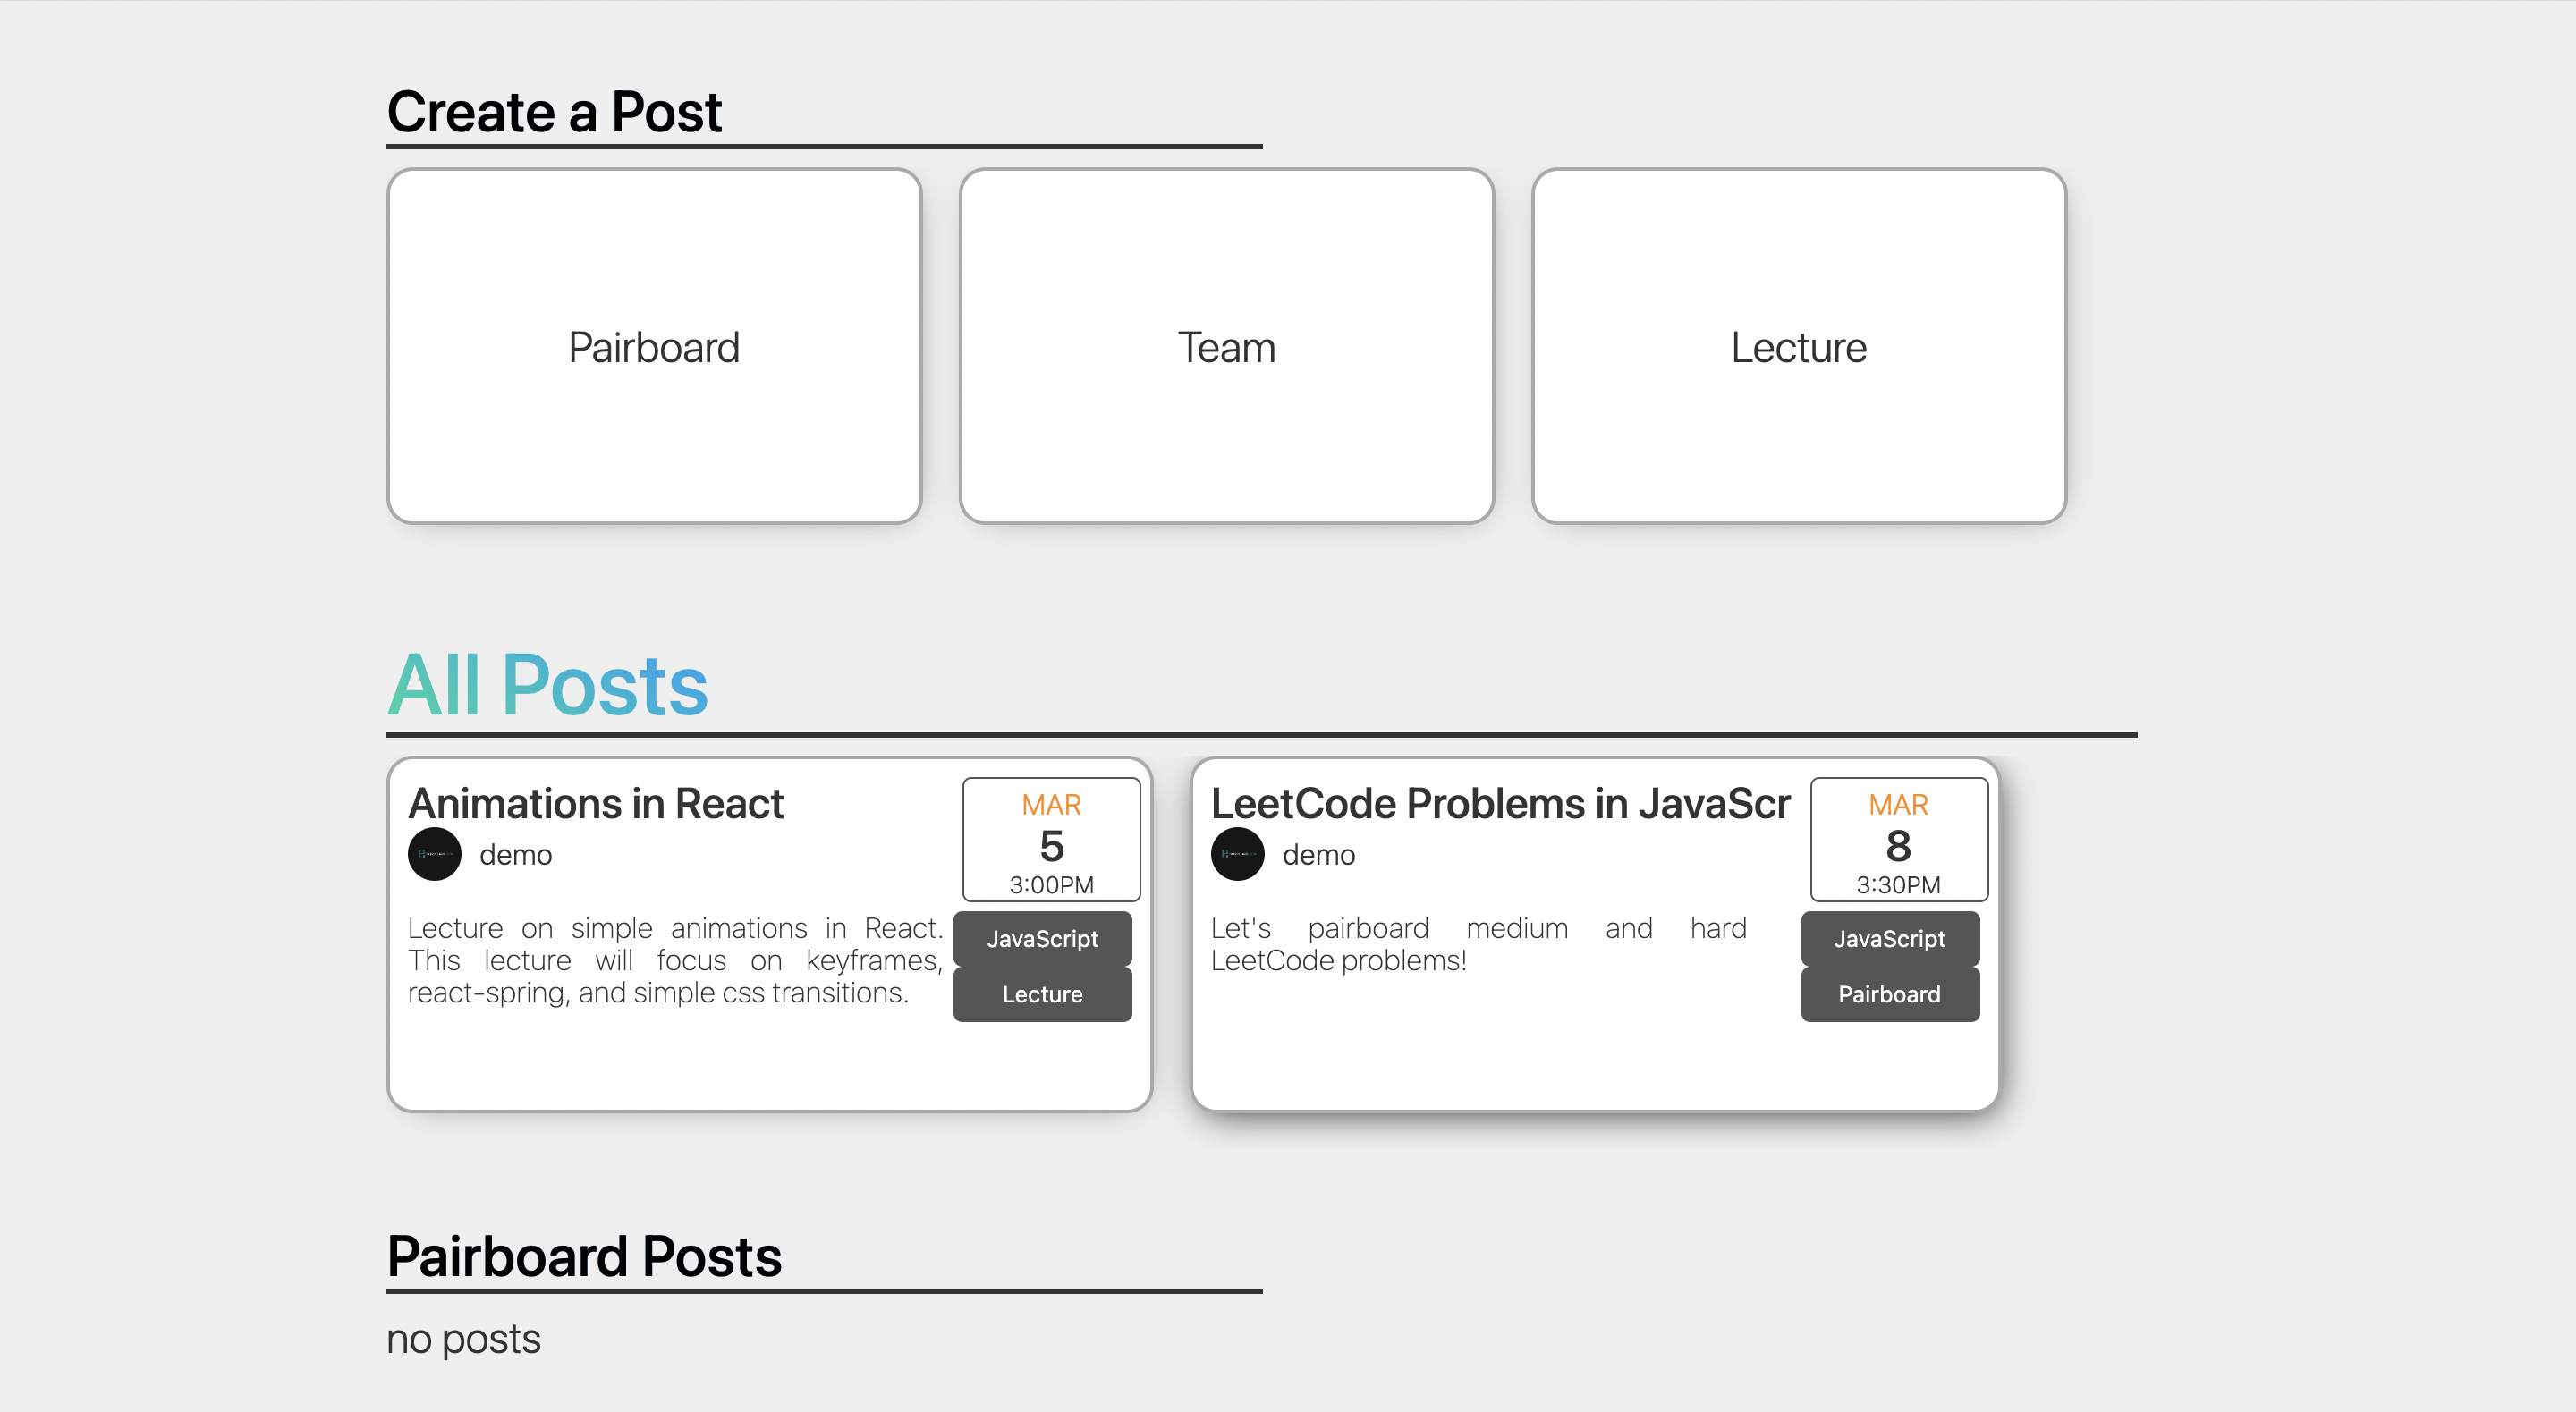 Create a Post
Pairboard
Team
Lecture
All Posts
Animations in React
demo
MAR
5
3:00PM
Lecture on simple animations in React.
This lecture will focus on keyframes,
react-spring, and simple css transitions.
JavaScript
Lecture
LeetCode Problems in JavaScr
demo
MAR
8
3:30PM
Let's pairboard medium and hard
LeetCode problems!
JavaScript
Pairboard
Pairboard Posts
no posts